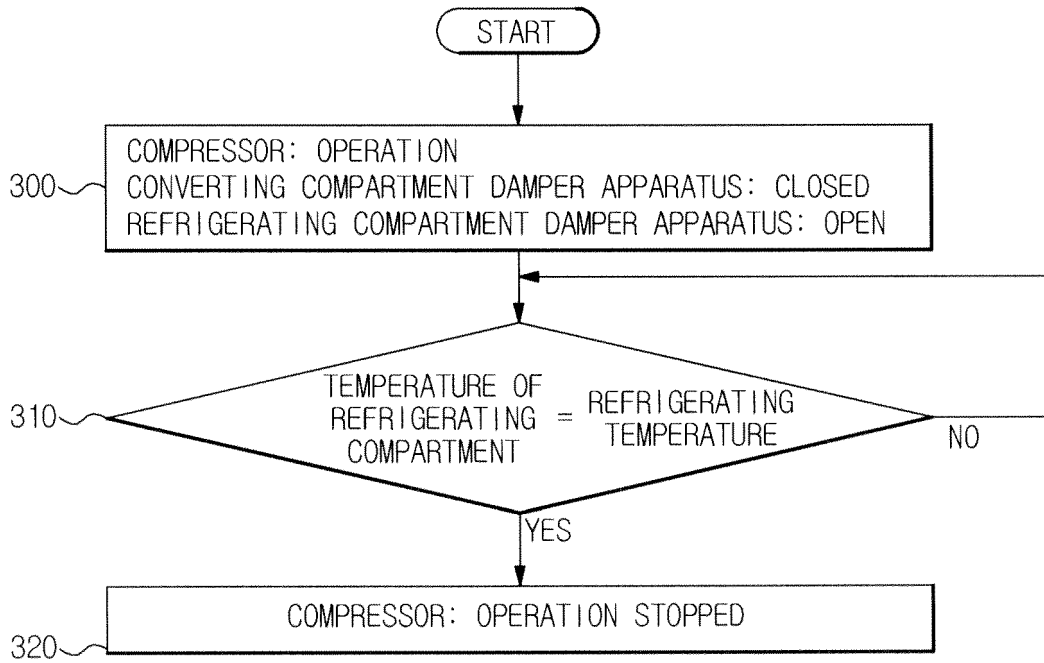 START
300
COMPRESSOR: OPERATION
CONVERTING COMPARTMENT DAMPER APPARATUS: CLOSED
REFRIGERATING COMPARTMENT DAMPER APPARATUS: OPEN
310
TEMPERATURE OF
REFRIGERATING
COMPARTMENT
=
REFRIGERATING
TEMPERATURE
NO
YES
COMPRESSOR: OPERATION STOPPED
320